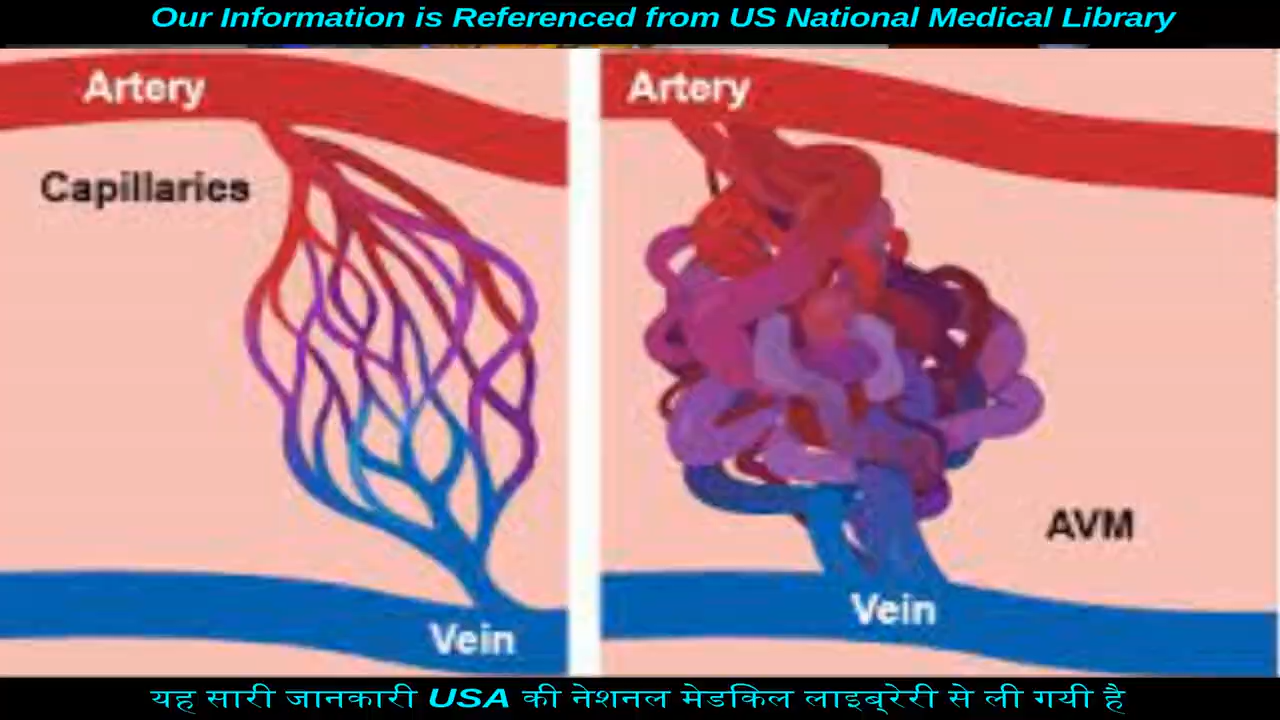 Our Information is Referenced from US National Medical Library
Artery
Capillaries
Vein
Artery
AVM
Vein
यह सारी जानकारी USA की नेशनल मेडकिल लाइब्रेरी से ली गयी है